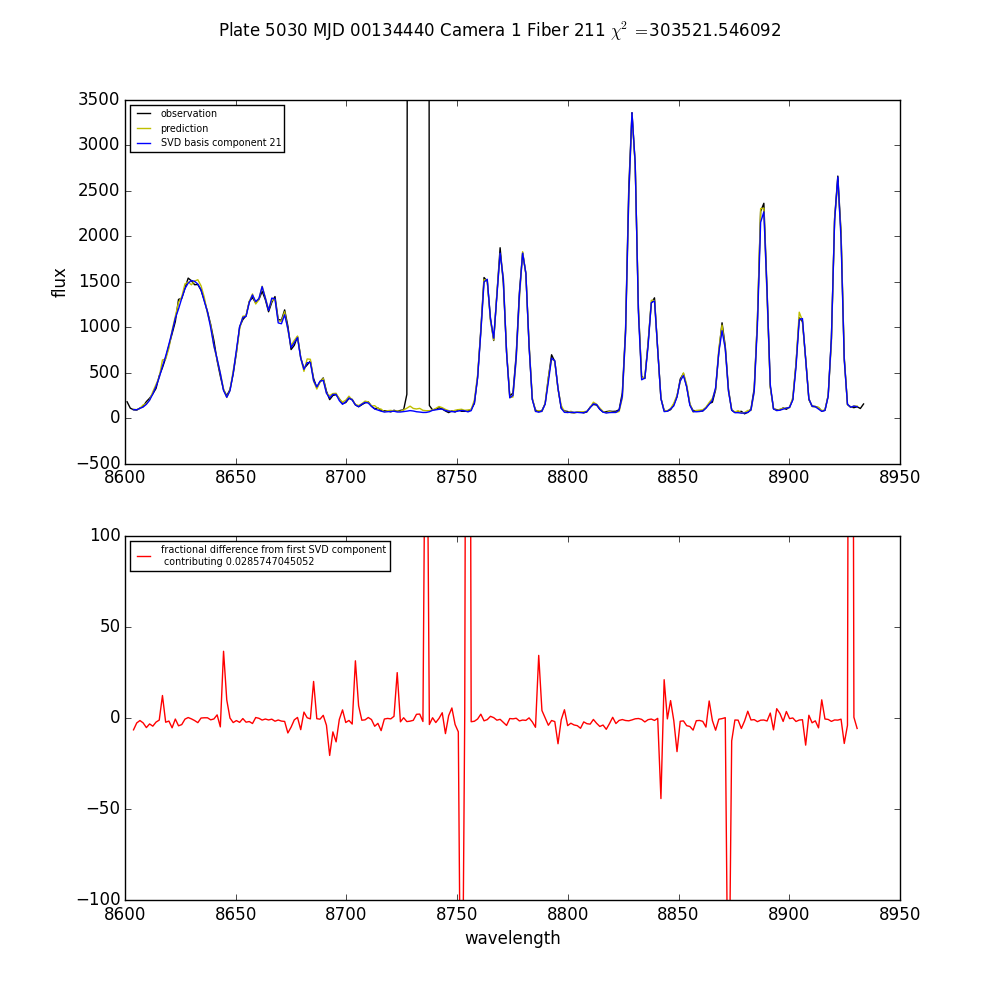 Plate 5030 MJD 00134440 Camera 1 Fiber 211 χ² =303521.546092
3500
3000
2500
2000
1500
1000
500
0
−500
flux
observation
prediction
SVD basis component 21
8600 8650 8700 8750 8800 8850 8900 8950
100
50
0
−50
−100
fractional difference from first SVD component
contributing 0.0285747045052
8600 8650 8700 8750 8800 8850 8900 8950
wavelength